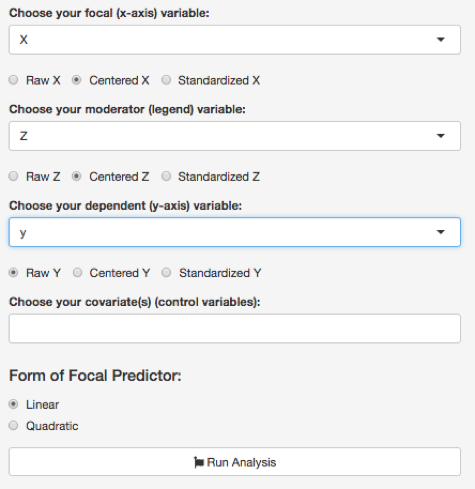 Choose your focal (x-axis) variable:
X
Raw X Centered X Standardized X
Choose your moderator (legend) variable:
Z
Raw Z Centered Z Standardized Z
Choose your dependent (y-axis) variable:
y
Raw Y Centered Y Standardized Y
Choose your covariate(s) (control variables):
Form of Focal Predictor:
Linear
Quadratic
Run Analysis